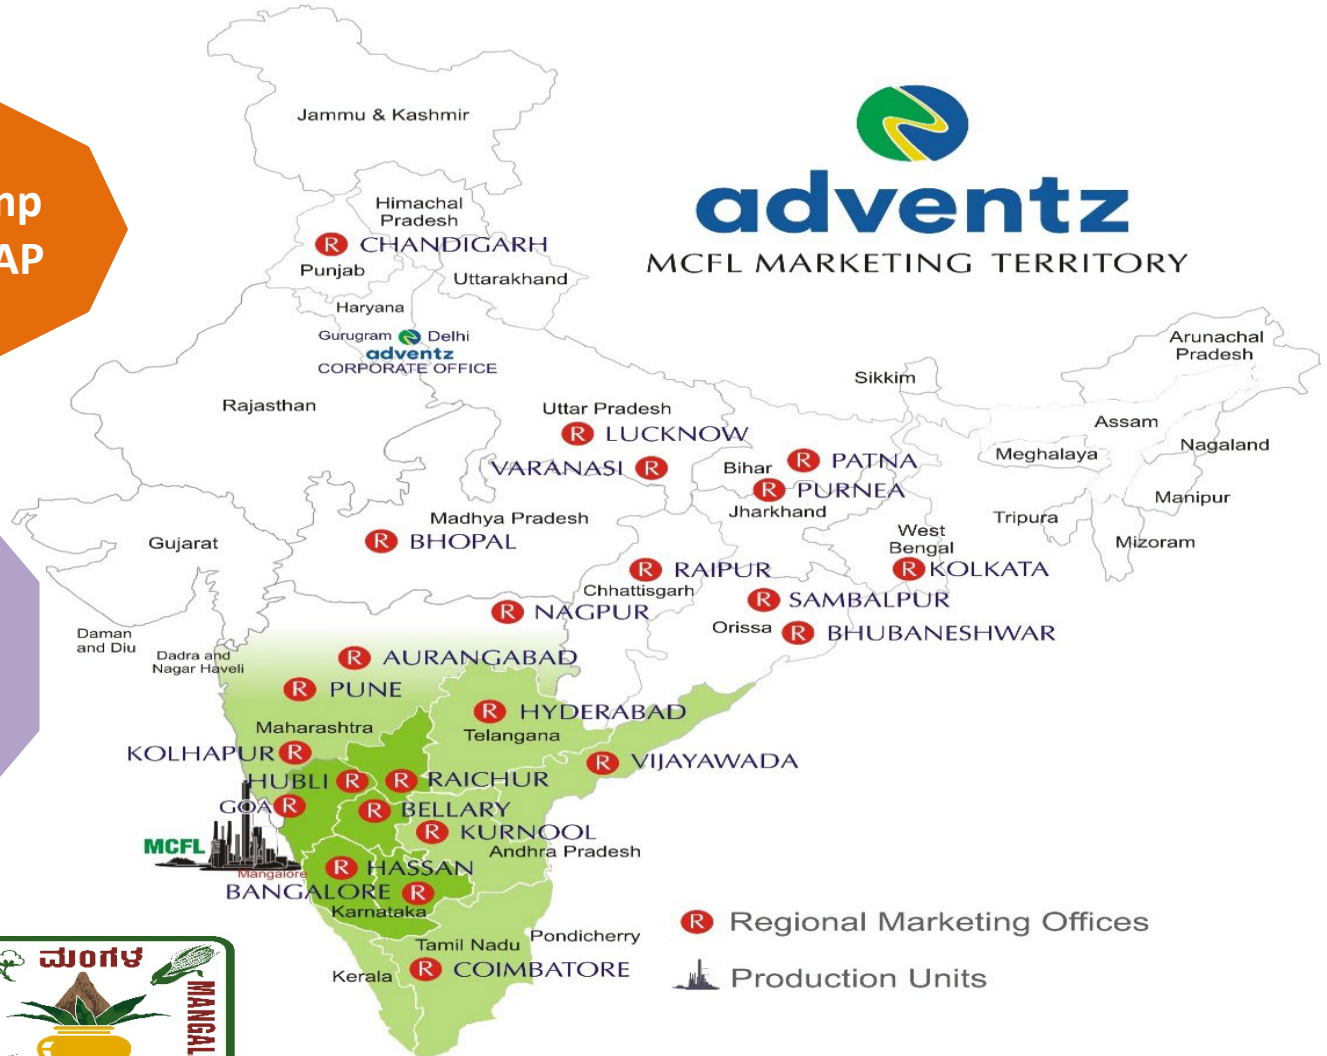 Jammu & Kashmir
np
AP
adventz
MCFL MARKETING TERRITORY
Himachal
Pradesh
R CHANDIGARH
Punjab
Uttarakhand
Haryana
Gurugram Delhi
adventz
CORPORATE OFFICE
Arunachal
Pradesh
Sikkim
Rajasthan
Uttar Pradesh
R LUCKNOW
Assam
Nagaland
Meghalaya
VARANASI R
Bihar
R PATNA
R PURNEA
Jharkhand
Manipur
Tripura
Mizoram
Madhya Pradesh
R BHOPAL
Gujarat
West
Bengal
R KOLKATA
R RAIPUR
Chhattisgarh
R NAGPUR
R SAMBALPUR
Orissa
R BHUBANESHWAR
Daman
and Diu
Dadra and
Nagar Haveli
R AURANGABAD
R PUNE
R HYDERABAD
Maharashtra
Telangana
KOLHAPUR R
R VIJAYAWADA
HUBLI R
R RAICHUR
GOA R
R BELLARY
R KURNOOL
Andhra Pradesh
MCFL
Mangalore
R HASSAN
BANGALORE R
Karnataka
R Regional Marketing Offices
Pondicherry
Tamil Nadu
Kerala
R COIMBATORE
Production Units
ಮಂಗಳ
MANGAL